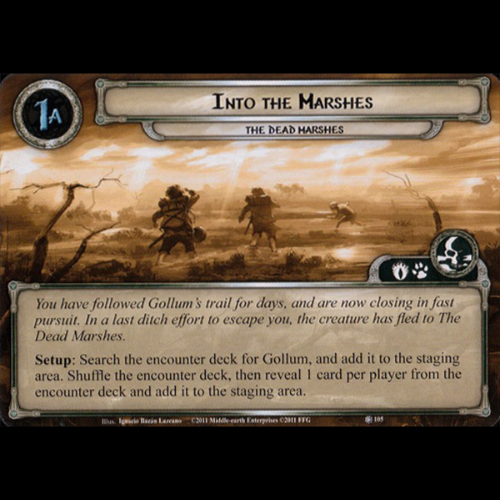 1A
INTO THE MARSHES
THE DEAD MARSHES
You have followed Gollum's trail for days, and are now closing in fast
pursuit. In a last ditch effort to escape you, the creature has fled to The
Dead Marshes.
Setup: Search the encounter deck for Gollum, and add it to the staging
area. Shuffle the encounter deck, then reveal 1 card per player from the
encounter deck and add it to the staging area.
Illus. Ignacio Bazán Lazcano ©2011 Middle-earth Enterprises ©2011 FFG 105